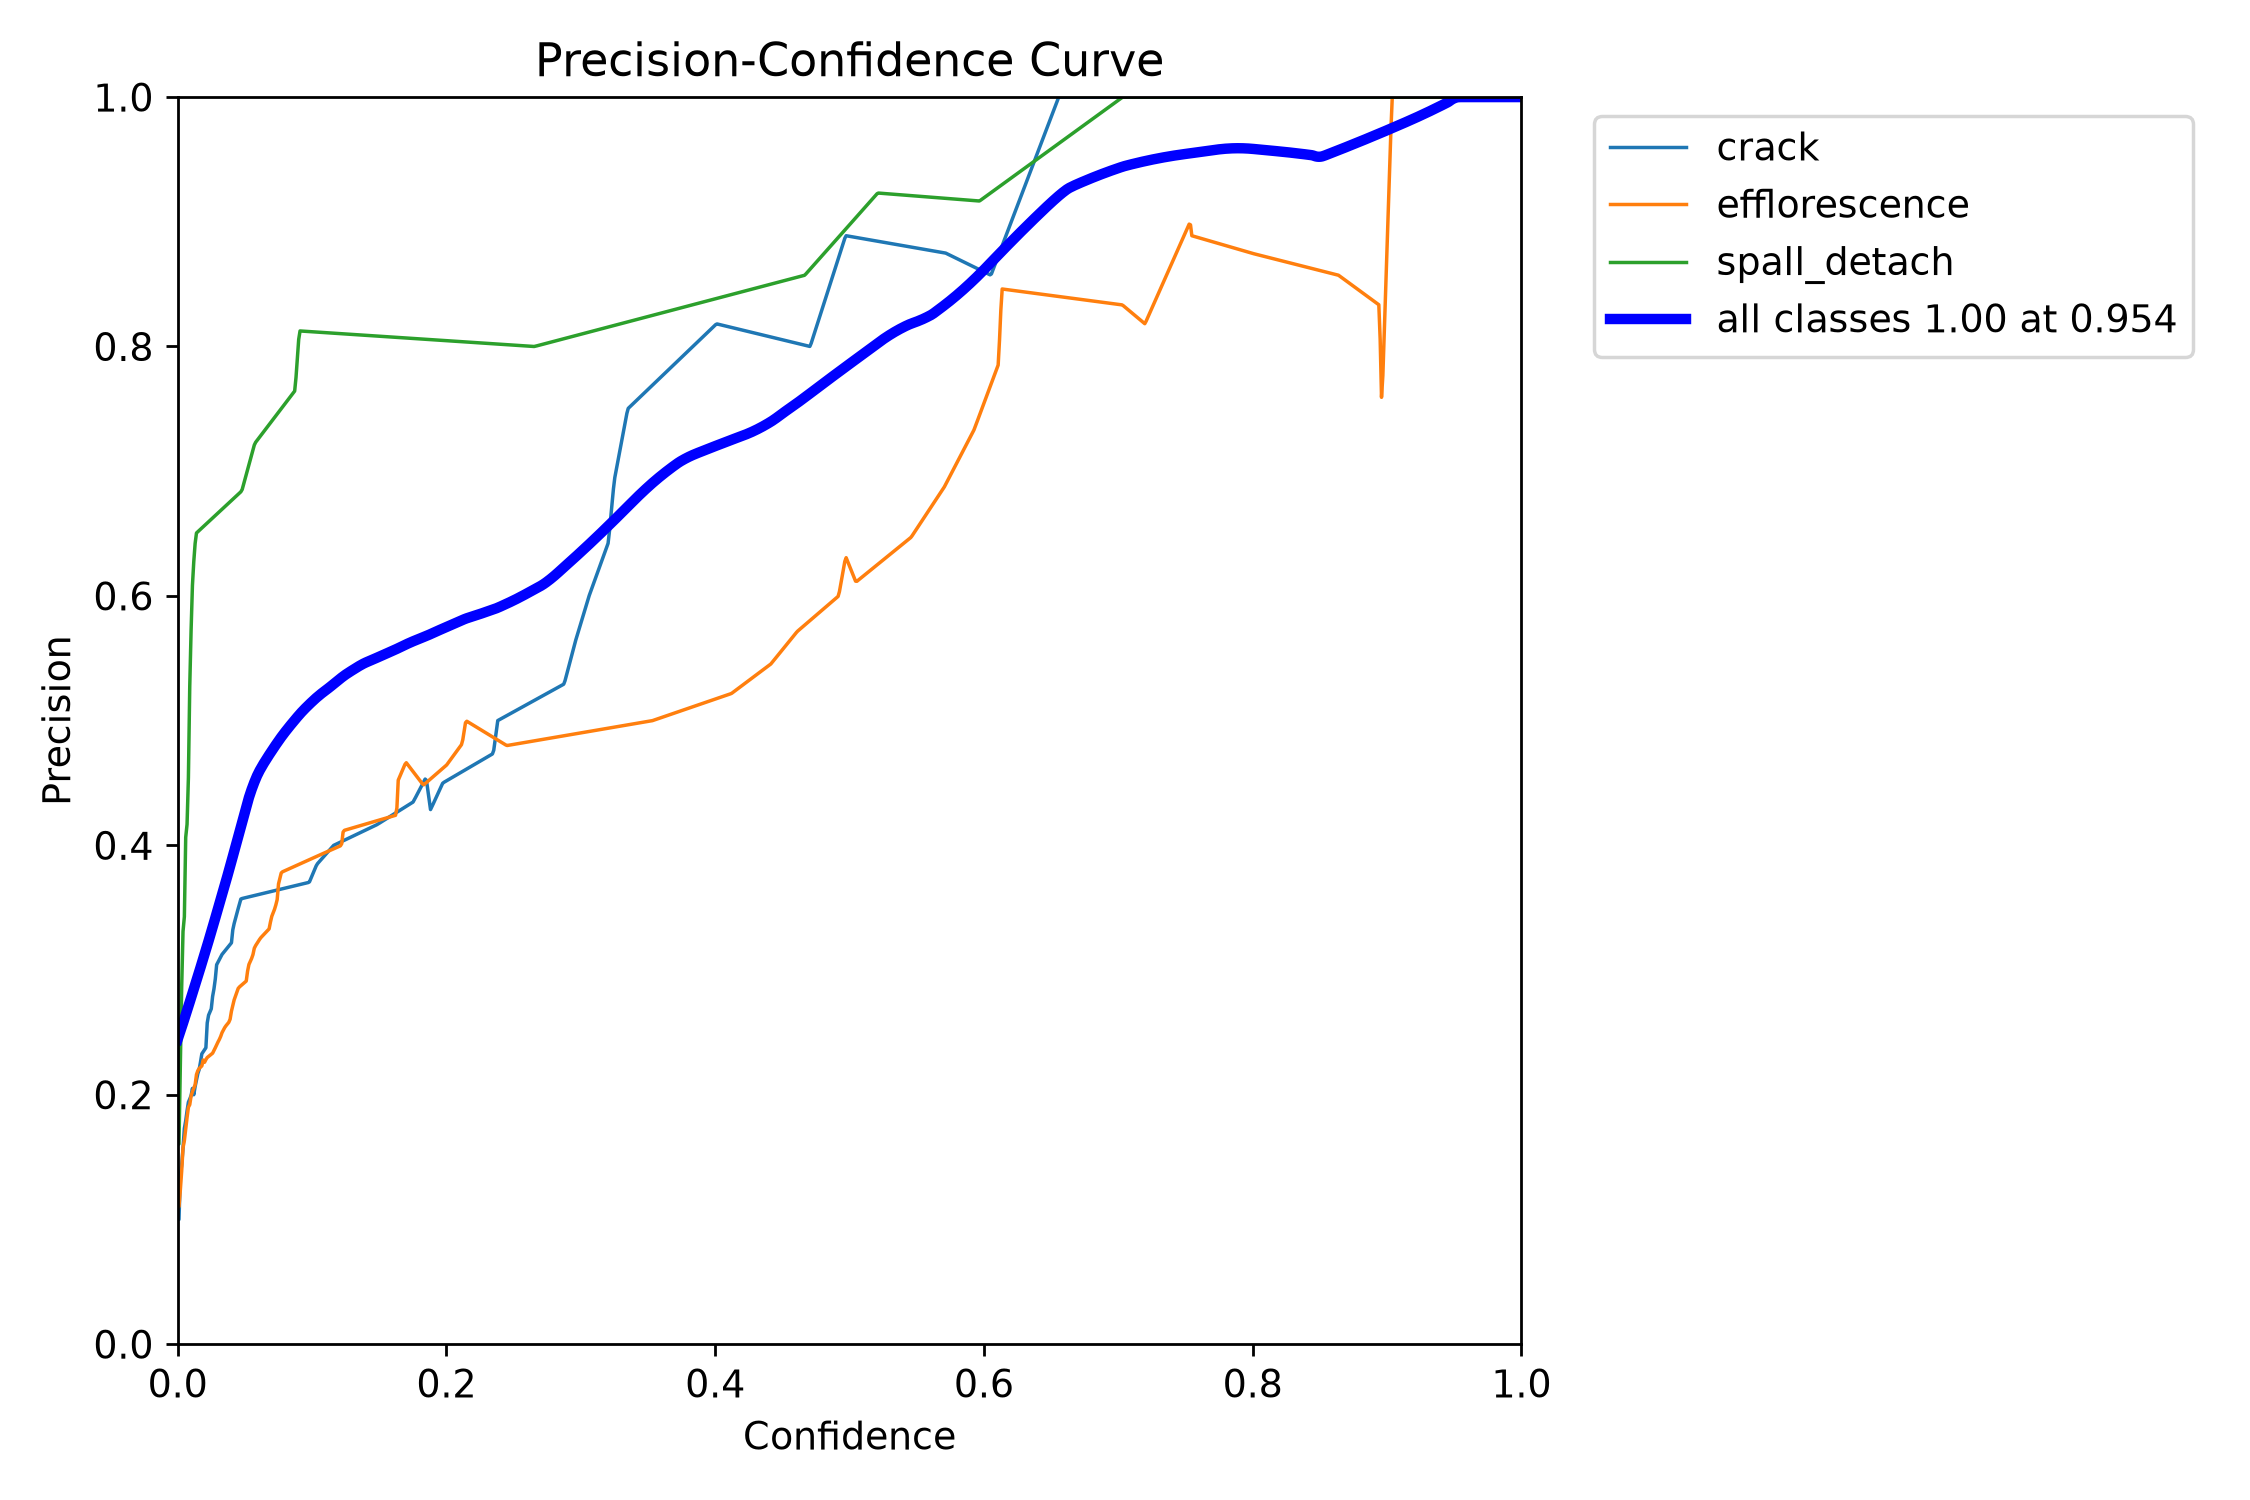 Precision-Confidence Curve
1.0
0.8
0.6
0.4
0.2
0.0
Precision
0.0 0.2 0.4 0.6 0.8 1.0
Confidence
crack
efflorescence
spall_detach
all classes 1.00 at 0.954